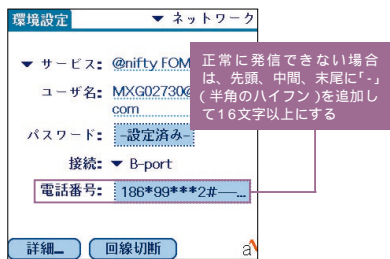 環境設定 ▼ ネットワーク
▼ サービス: @nifty FOM
正常に発信できない場合
は、先頭、中間、末尾に「-」
(半角のハイフン)を追加し
て16文字以上にする
ユーザ名: MXG02730@
com
パスワード: -設定済み-
接続: ▼ B-port
電話番号: 186*99***2#——...
詳細... 回線切断 a